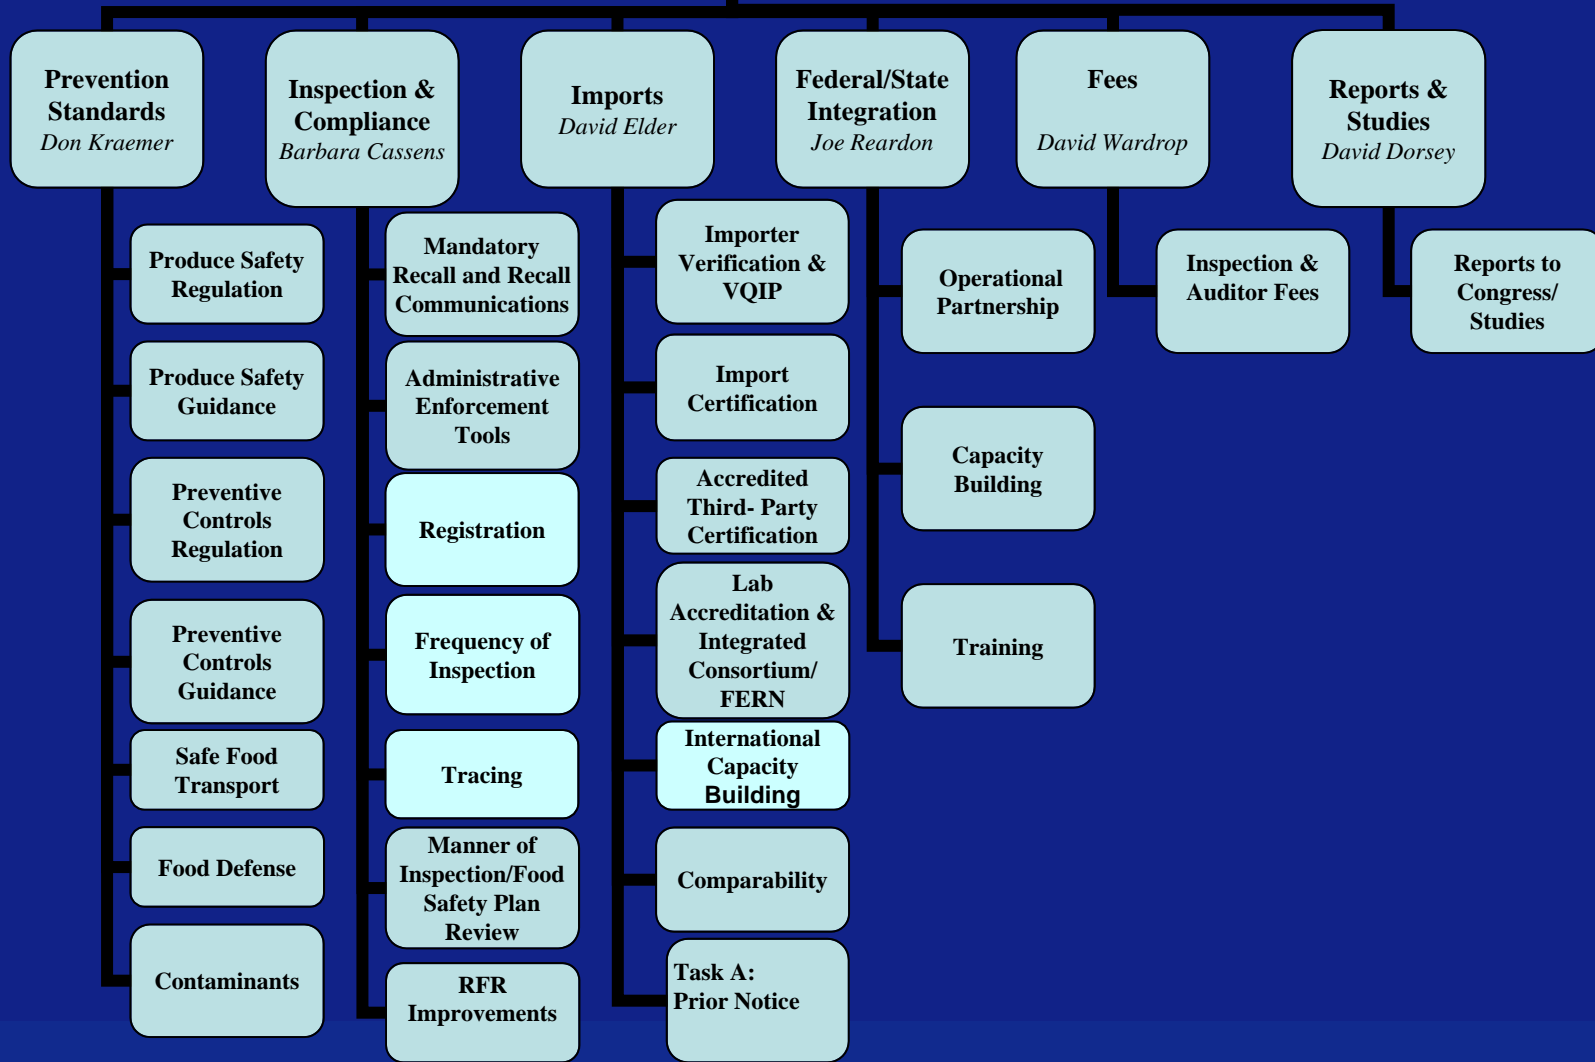 Prevention
Standards
Don Kraemer
Inspection &
Compliance
Barbara Cassens
Imports
David Elder
Federal/State
Integration
Joe Reardon
Fees
David Wardrop
Reports &
Studies
David Dorsey
Produce Safety
Regulation
Produce Safety
Guidance
Preventive
Controls
Regulation
Preventive
Controls
Guidance
Safe Food
Transport
Food Defense
Contaminants
Mandatory
Recall and Recall
Communications
Administrative
Enforcement
Tools
Registration
Frequency of
Inspection
Tracing
Manner of
Inspection/Food
Safety Plan
Review
RFR
Improvements
Importer
Verification &
VQIP
Import
Certification
Accredited
Third- Party
Certification
Lab
Accreditation &
Integrated
Consortium/
FERN
International
Capacity
Building
Comparability
Task A:
Prior Notice
Operational
Partnership
Capacity
Building
Training
Inspection &
Auditor Fees
Reports to
Congress/
Studies